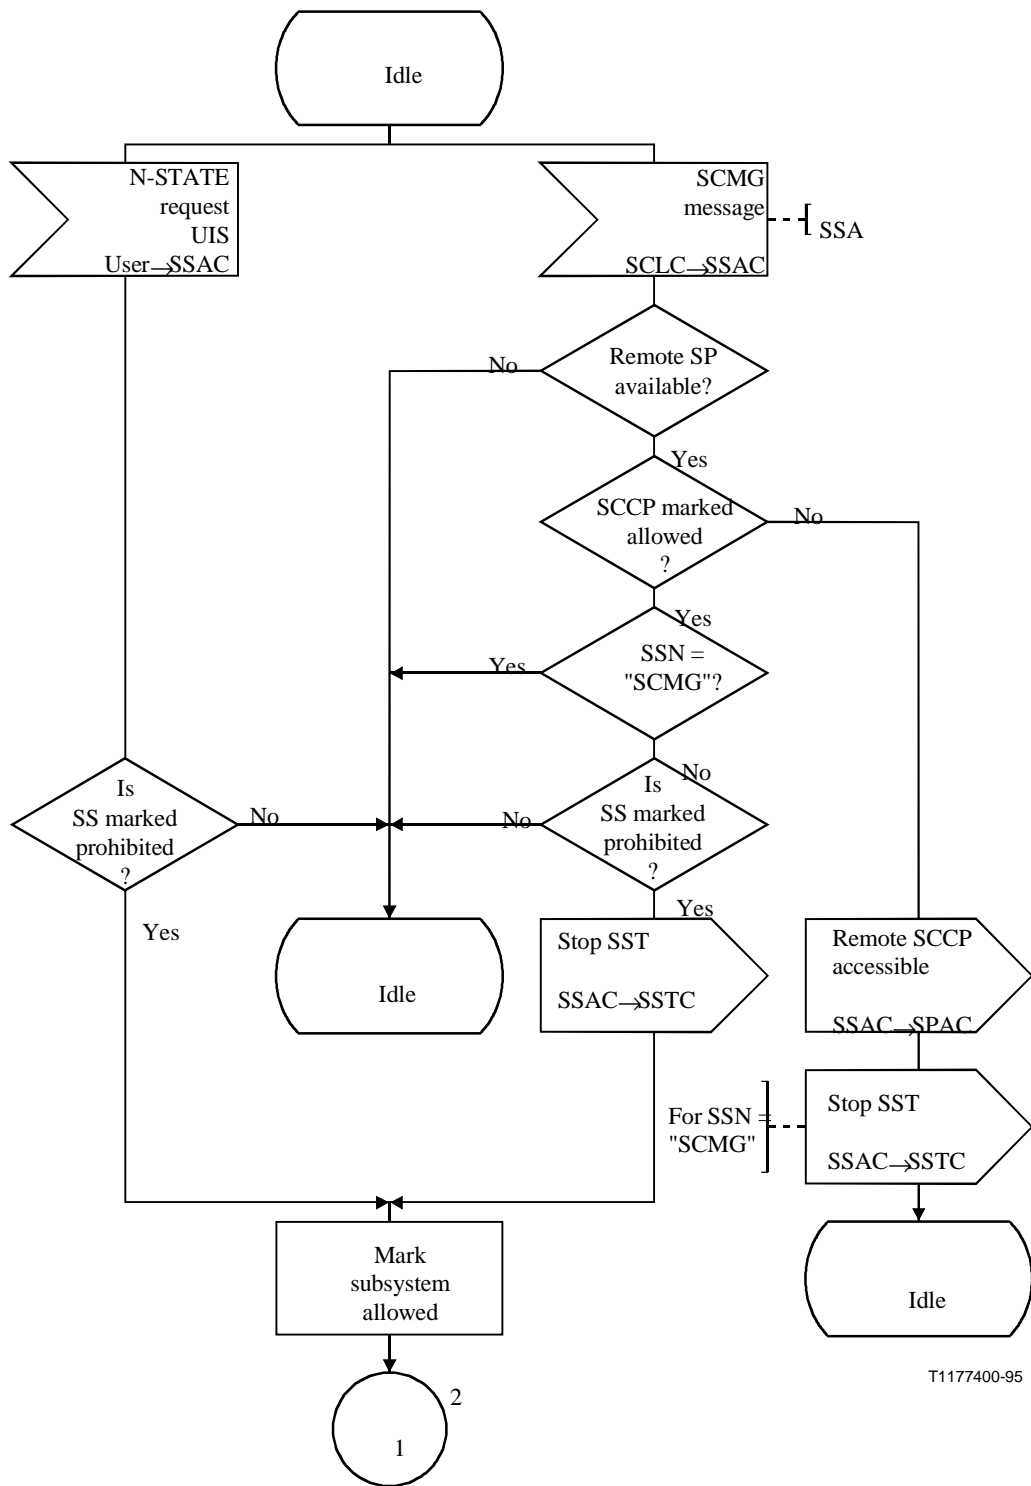 Idle
N-STATE
request
UIS
User→SSAC
SCMG
message
SCLC→SSAC
SSA
Remote SP
available?
No
Yes
SCCP marked
allowed
?
No
Yes
SSN =
"SCMG"?
Yes
No
Is
SS marked
prohibited
?
No
Yes
Is
SS marked
prohibited
?
No
Yes
Idle
Stop SST
SSAC→SSTC
Remote SCCP
accessible
SSAC→SPAC
For SSN =
"SCMG"
Stop SST
SSAC→SSTC
Mark
subsystem
allowed
Idle
T1177400-95
2
1